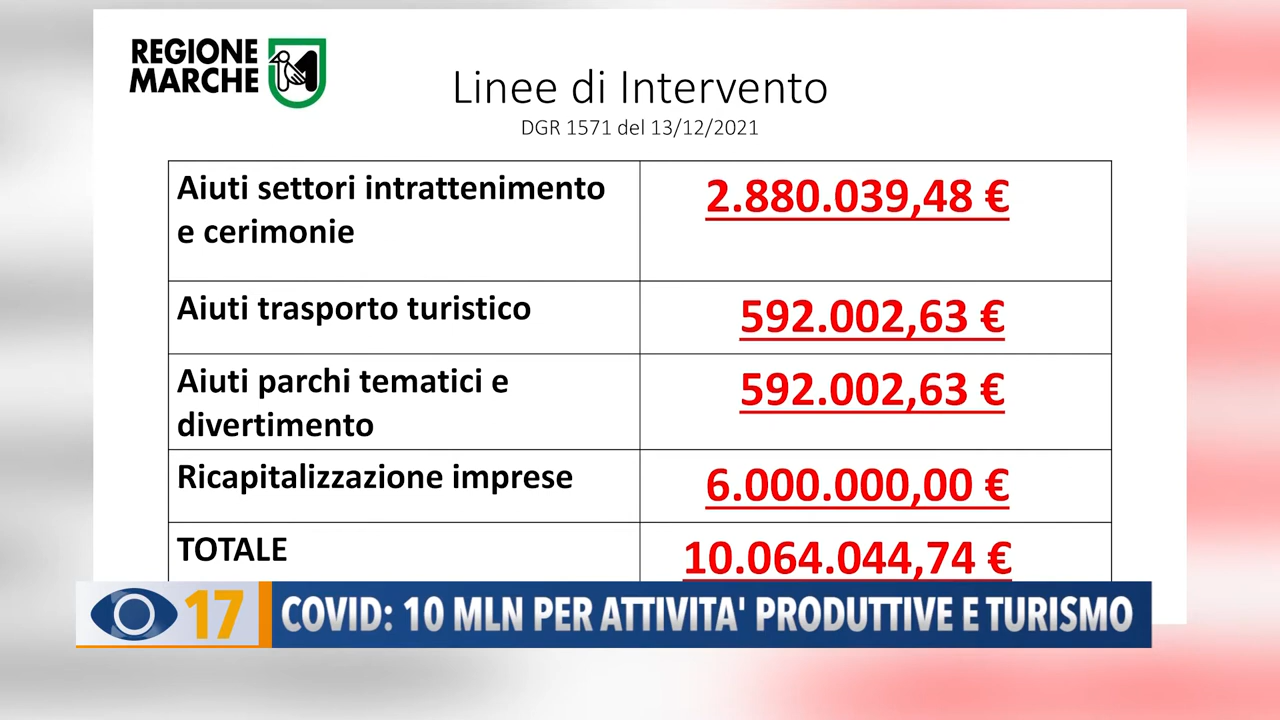 REGIONE
MARCHE
Linee di Intervento
DGR 1571 del 13/12/2021
Aiuti settori intrattenimento
e cerimonie
2.880.039,48 €
Aiuti trasporto turistico
592.002,63 €
Aiuti parchi tematici e
divertimento
592.002,63 €
Ricapitalizzazione imprese
6.000.000,00 €
TOTALE
10.064.044,74 €
17
COVID: 10 MLN PER ATTIVITA' PRODUTTIVE E TURISMO